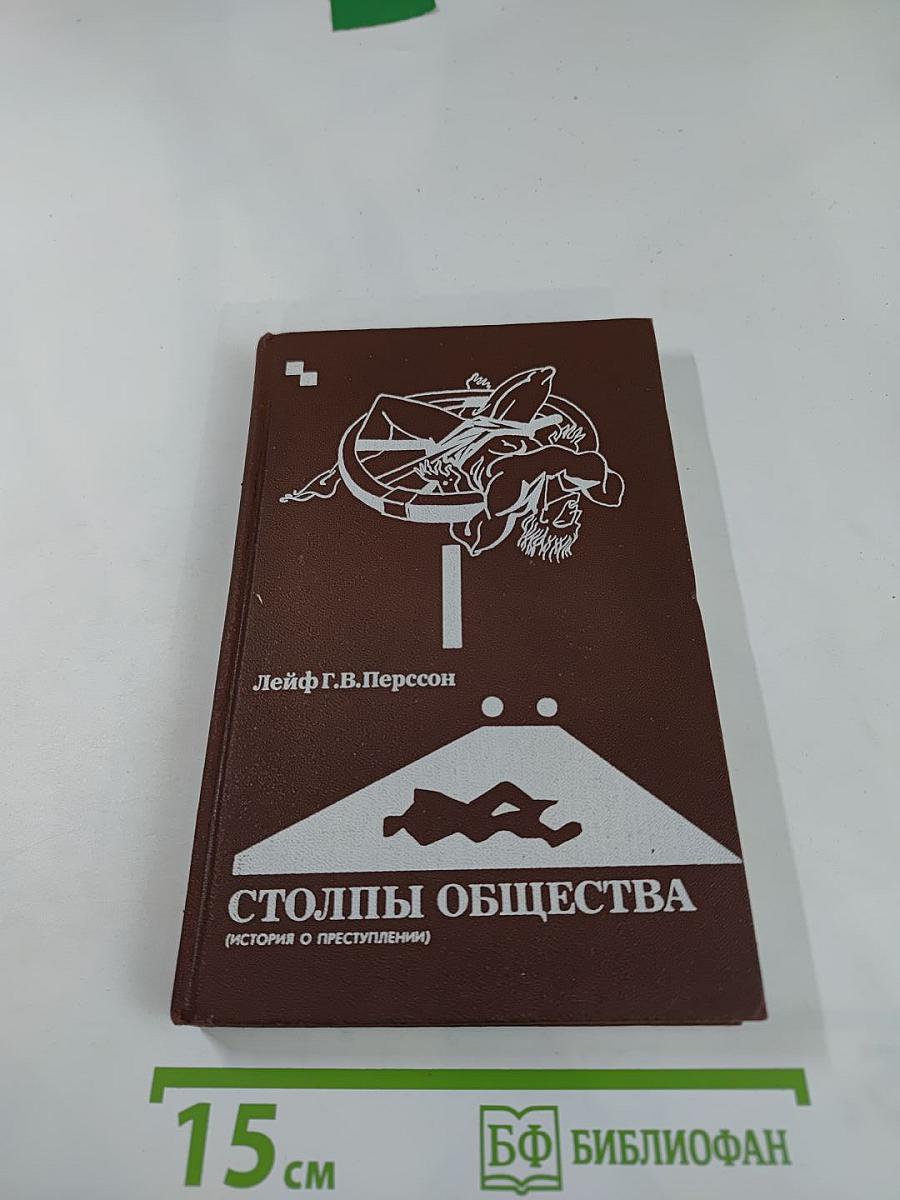 Лейф Г.В.Перссон
СТОЛПЫ ОБЩЕСТВА
(ИСТОРИЯ О ПРЕСТУПЛЕНИИ)
15 см
БФ БИБЛИОФАН